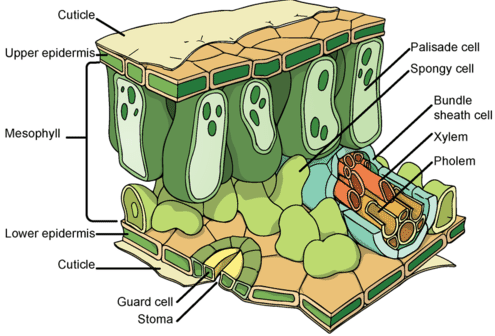 Cuticle
Upper epidermis
Mesophyll
Lower epidermis
Cuticle
Guard cell
Stoma
Palisade cell
Spongy cell
Bundle
sheath cell
Xylem
Pholem